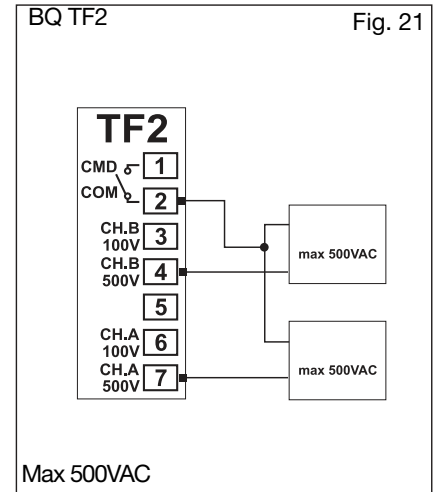 BQ TF2
Fig. 21
TF2
CMD 1
COM 2
CH.B
100V 3
CH.B
500V 4
5
CH.A
100V 6
CH.A
500V 7
max 500VAC
max 500VAC
Max 500VAC